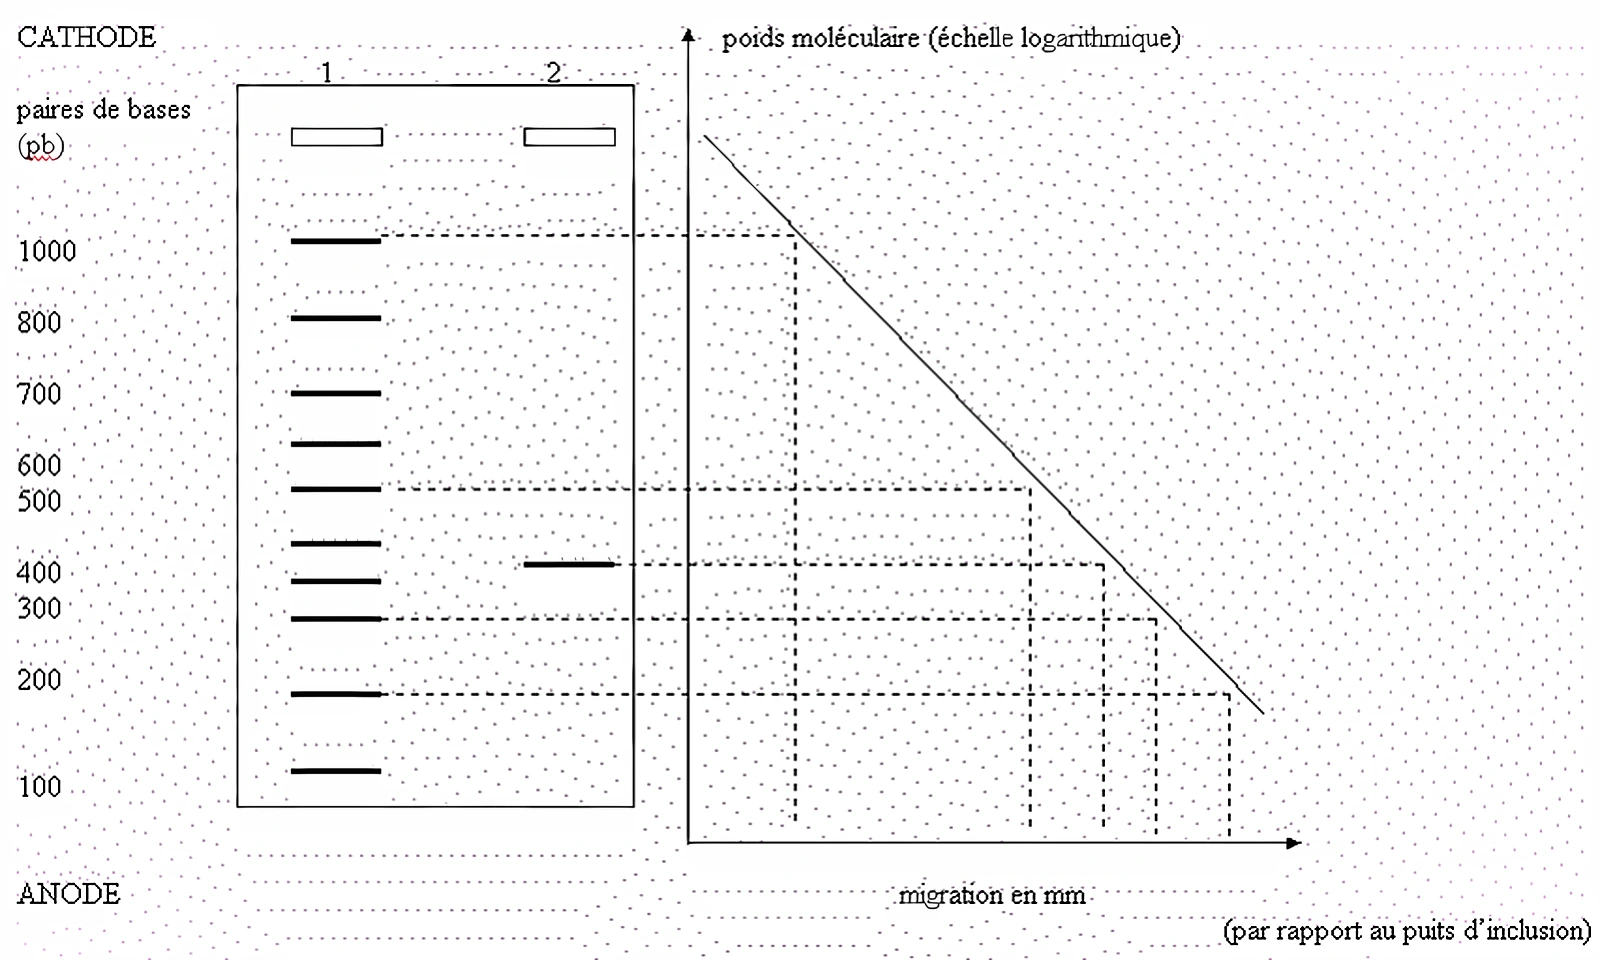 CATHODE
poids moléculaire (échelle logarithmique)
1 2
paires de bases
(pb)
1000
800
700
600
500
400
300
200
100
ANODE
migration en mm
(par rapport au puits d’inclusion)